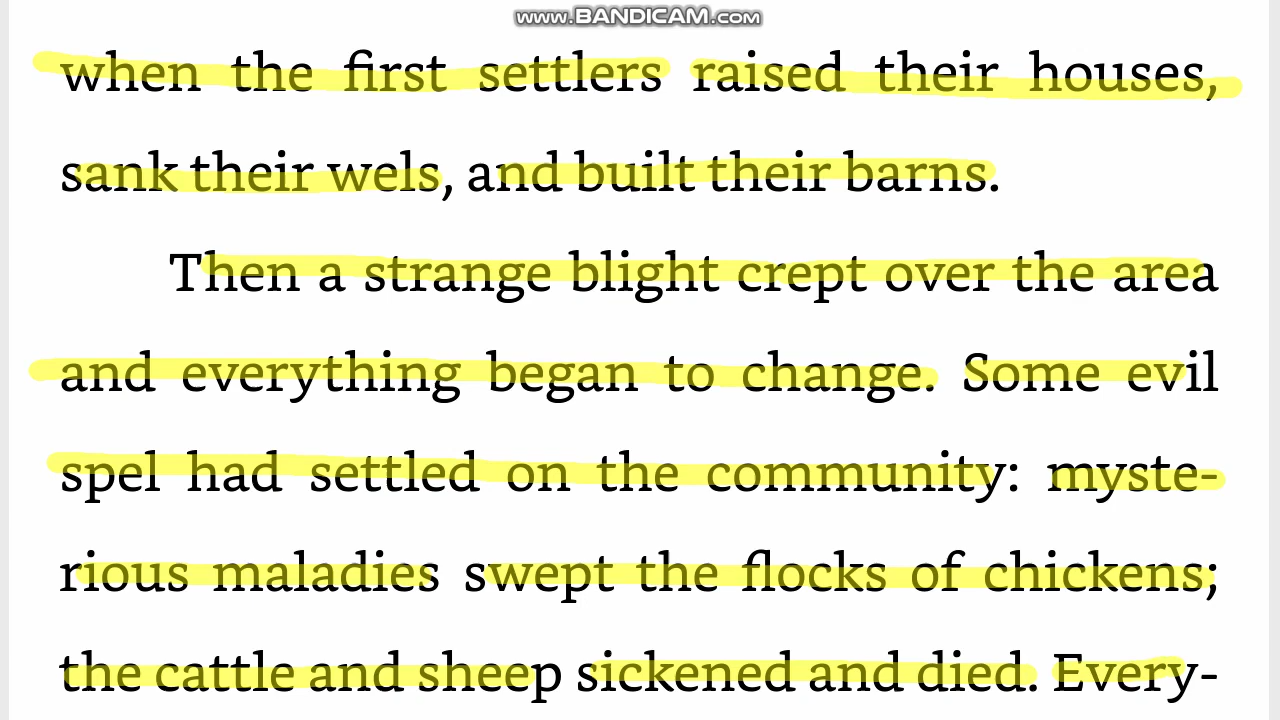 www.BANDICAM.com
when the first settlers raised their houses,
sank their wels, and built their barns.
Then a strange blight crept over the area
and everything began to change. Some evil
spel had settled on the community: myste-
rious maladies swept the flocks of chickens;
the cattle and sheep sickened and died. Every-